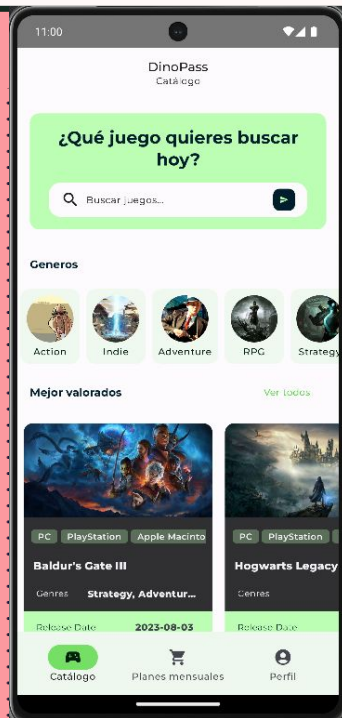 11:00
DinoPass
Catálogo
¿Qué juego quieres buscar
hoy?
Buscar juegos...
Generos
Action Indie Adventure RPG Strategy
Mejor valorados Ver todos
PC PlayStation Apple Macinto PC PlayStation
Baldur's Gate III Hogwarts Legacy
Genres Strategy, Adventur... Genres
Release Date 2023-08-03 Release Date
Catálogo Planes mensuales Perfil